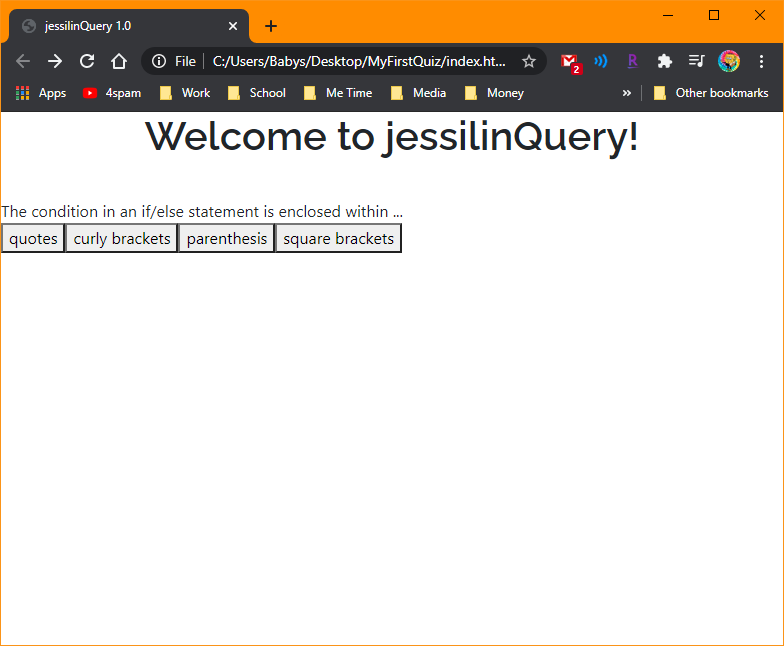 jessilinQuery 1.0
File C:/Users/Babys/Desktop/MyFirstQuiz/index.ht...
R
2
Apps 4spam Work School Me Time Media Money » Other bookmarks
Welcome to jessilinQuery!
The condition in an if/else statement is enclosed within ...
quotes curly brackets parenthesis square brackets